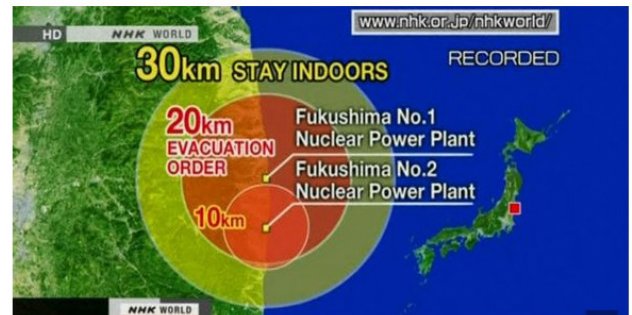 HD
NHK WORLD
www.nhk.or.jp/nhkworld/
30km STAY INDOORS
RECORDED
20km
EVACUATION
ORDER
Fukushima No.1
Nuclear Power Plant
Fukushima No.2
Nuclear Power Plant
10km
NHK WORLD